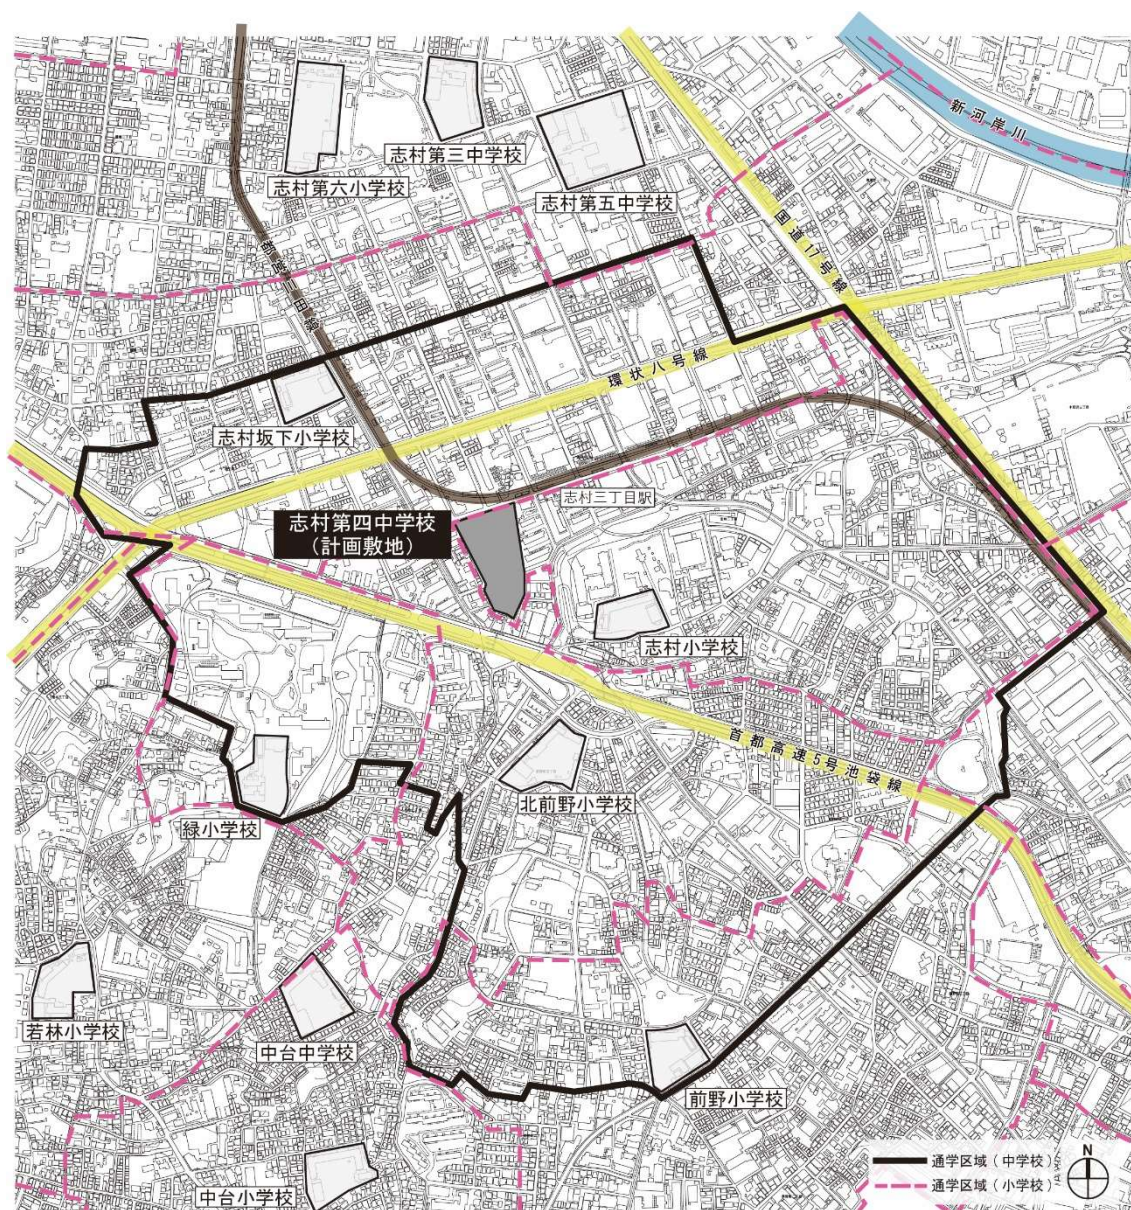 新河岸川
志村第三中学校
志村第六小学校
志村第五中学校
国道17号線
都営三田線
環状八号線
志村坂下小学校
志村三丁目駅
志村第四中学校
（計画敷地）
志村小学校
首都高速5号池袋線
北前野小学校
緑小学校
若林小学校
中台中学校
前野小学校
中台小学校
通学区域（中学校）
通学区域（小学校）
N